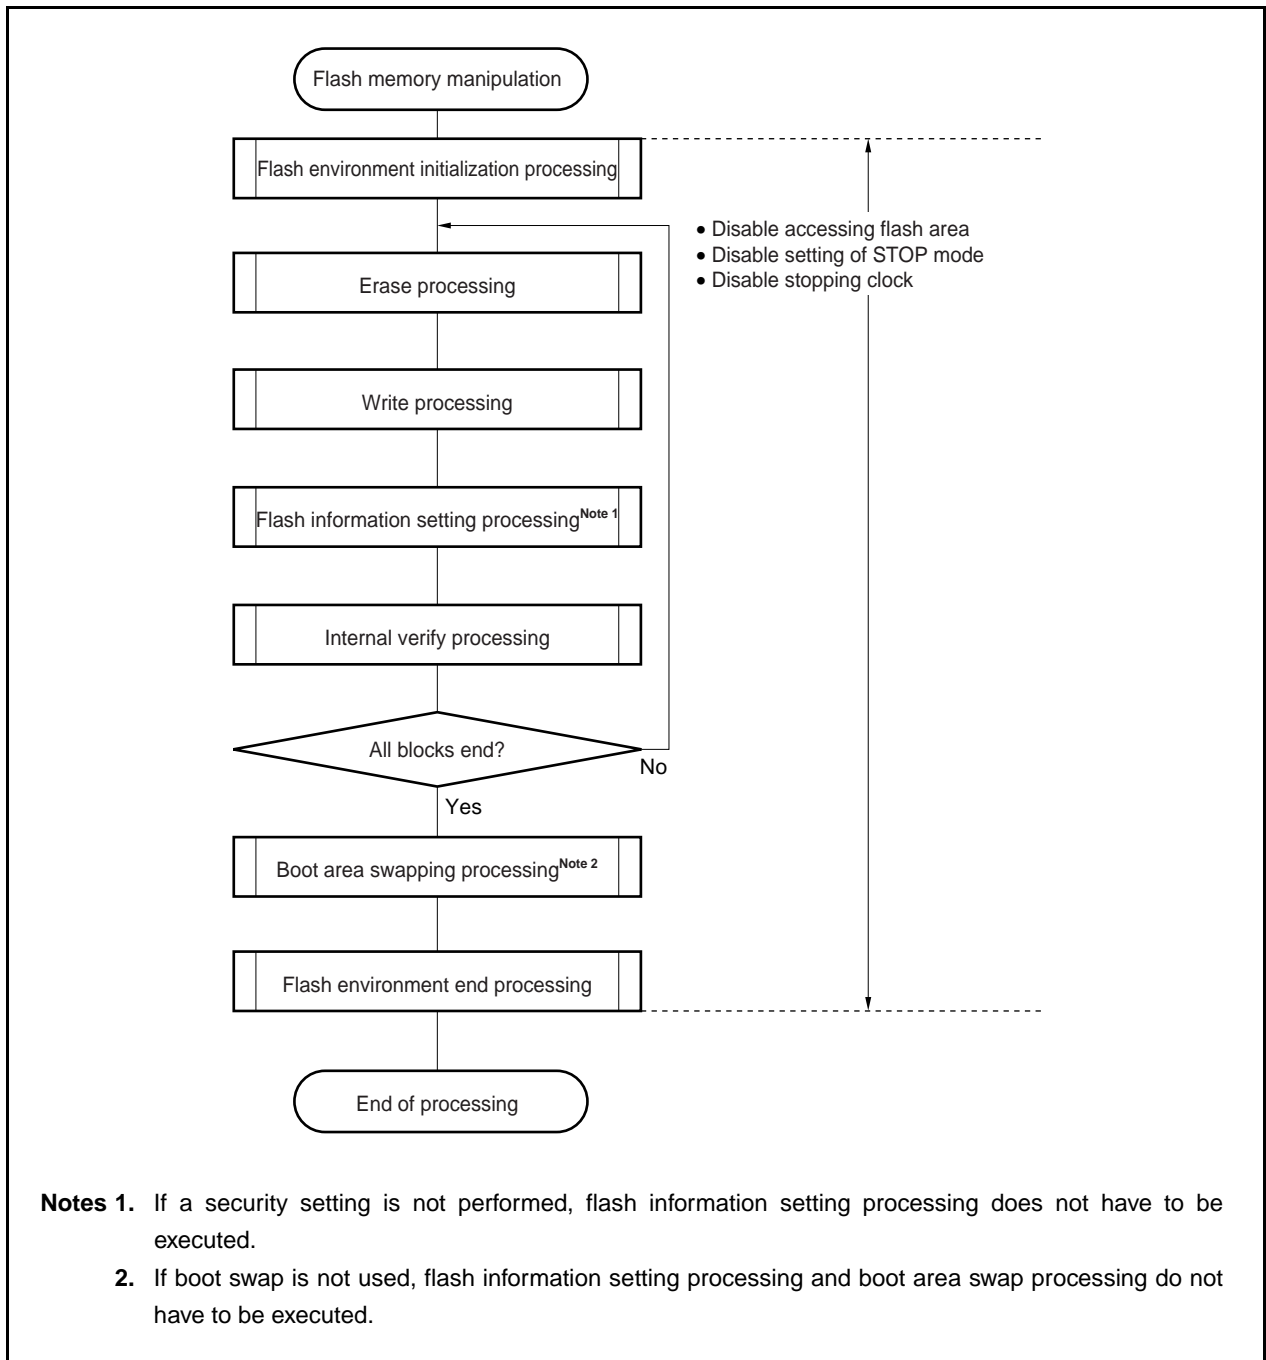 Flash memory manipulation
Flash environment initialization processing
• Disable accessing flash area
• Disable setting of STOP mode
• Disable stopping clock
Erase processing
Write processing
Flash information setting processingNote 1
Internal verify processing
All blocks end?
No
Yes
Boot area swapping processingNote 2
Flash environment end processing
End of processing
Notes 1. If a security setting is not performed, flash information setting processing does not have to be
executed.
2. If boot swap is not used, flash information setting processing and boot area swap processing do not
have to be executed.